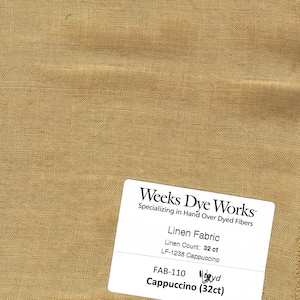 Weeks Dye Works
Specializing in Hand Over Dyed Fibers
Linen Fabric
Linen Count: 32 ct
LF-1238 Cappuccino
FAB-110 yd
Cappuccino (32ct)